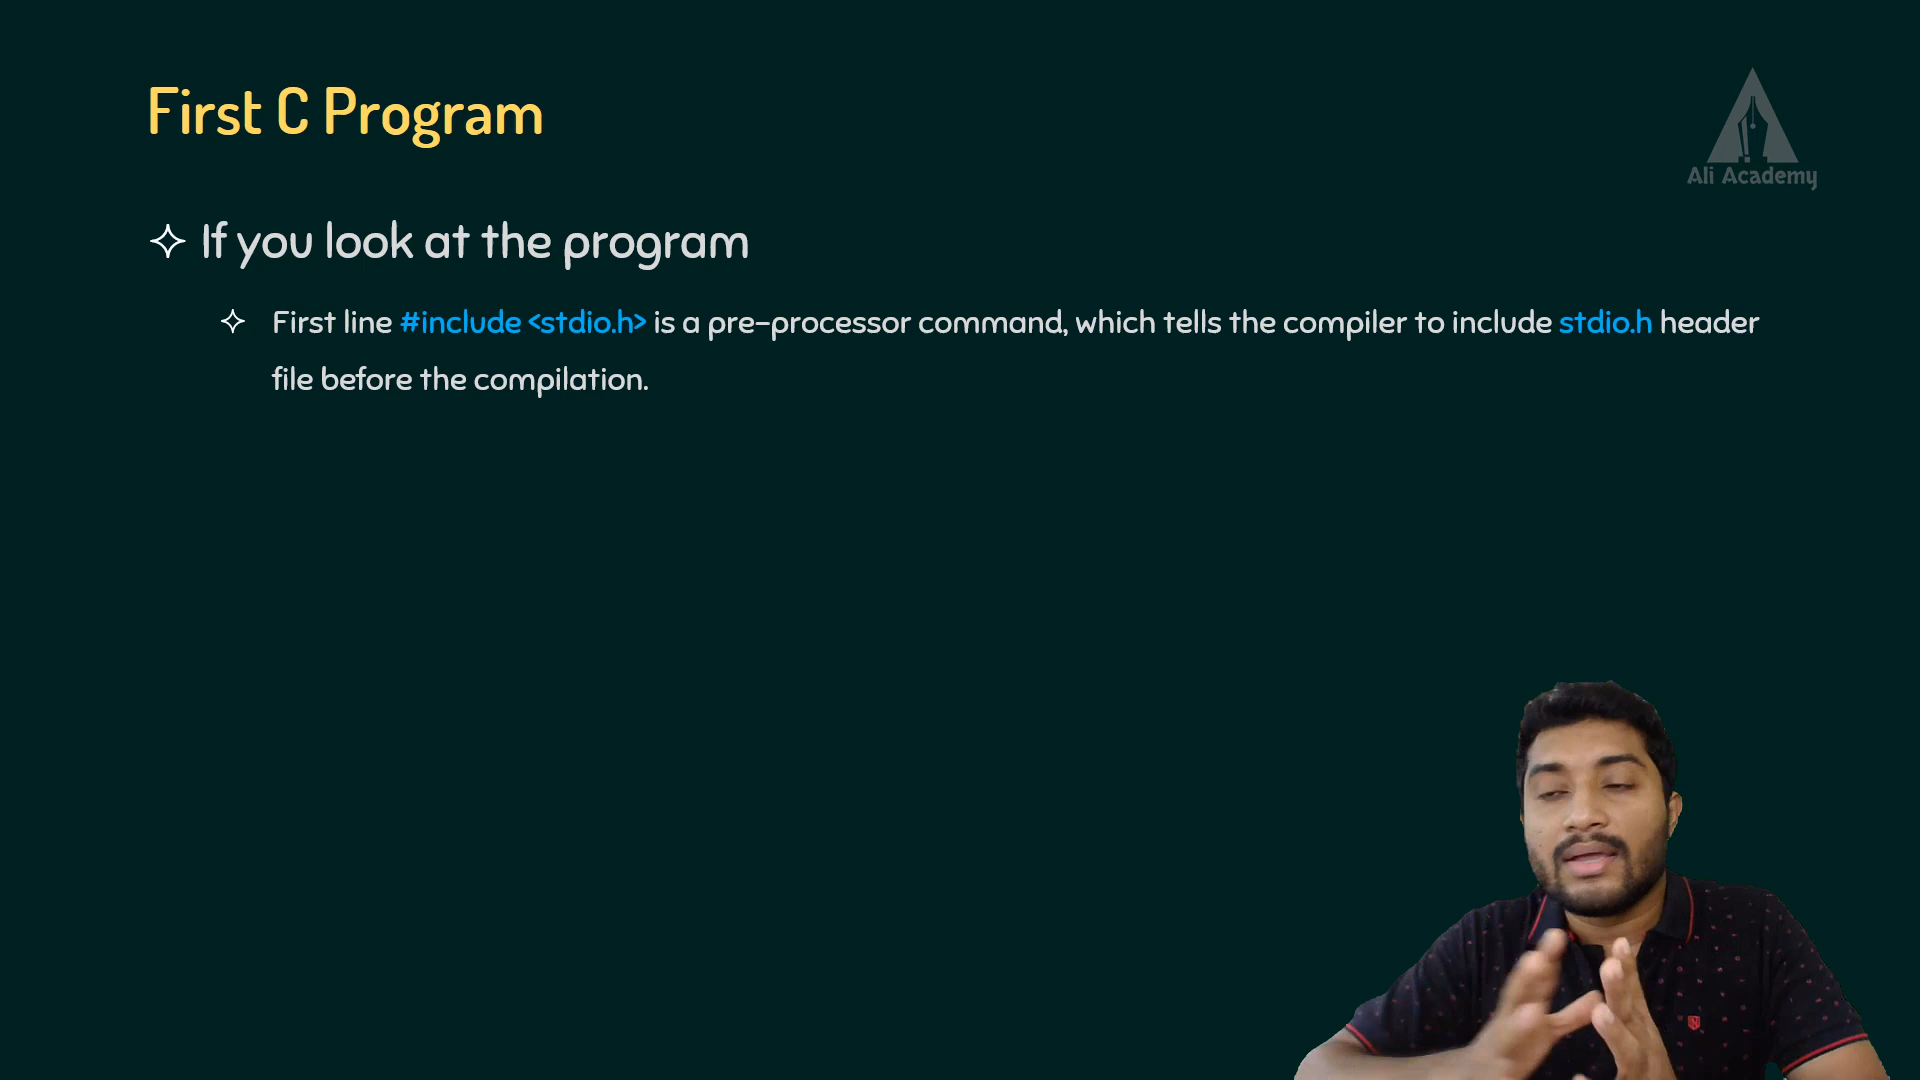 First C Program
Ali Academy
If you look at the program
First line #include <stdio.h> is a pre-processor command, which tells the compiler to include stdio.h header
file before the compilation.